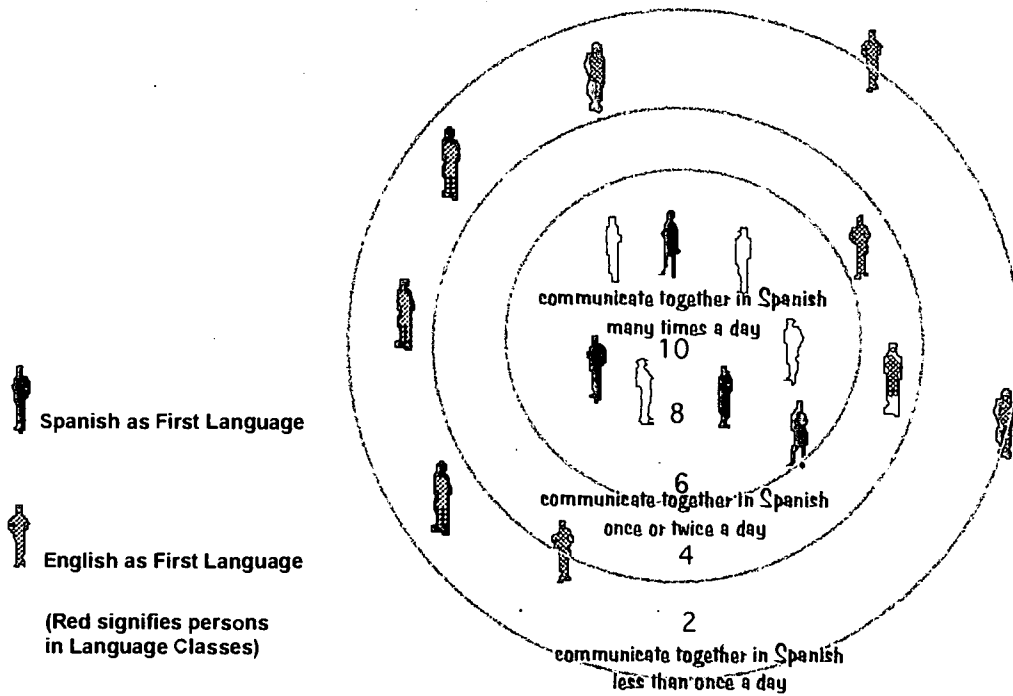 communicate together in Spanish
many times a day
10
8
6
communicate together in Spanish
once or twice a day
4
2
communicate together in Spanish
less than once a day
Spanish as First Language
English as First Language
(Red signifies persons
in Language Classes)